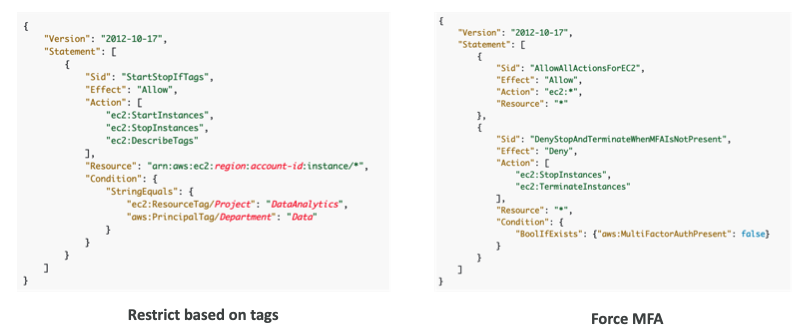 {
    "Version": "2012-10-17",
    "Statement": [
        {
            "Sid": "StartStopIfTags",
            "Effect": "Allow",
            "Action": [
                "ec2:StartInstances",
                "ec2:StopInstances",
                "ec2:DescribeTags"
            ],
            "Resource": "arn:aws:ec2:region:account-id:instance/*",
            "Condition": {
                "StringEquals": {
                    "ec2:ResourceTag/Project": "DataAnalytics",
                    "aws:PrincipalTag/Department": "Data"
                }
            }
        }
    ]
}
Restrict based on tags
{
    "Version": "2012-10-17",
    "Statement": [
        {
            "Sid": "AllowAllActionsForEC2",
            "Effect": "Allow",
            "Action": "ec2:*",
            "Resource": "*"
        },
        {
            "Sid": "DenyStopAndTerminateWhenMFAIsNotPresent",
            "Effect": "Deny",
            "Action": [
                "ec2:StopInstances",
                "ec2:TerminateInstances"
            ],
            "Resource": "*",
            "Condition": {
                "BoolIfExists": {"aws:MultiFactorAuthPresent": false}
            }
        }
    ]
}
Force MFA